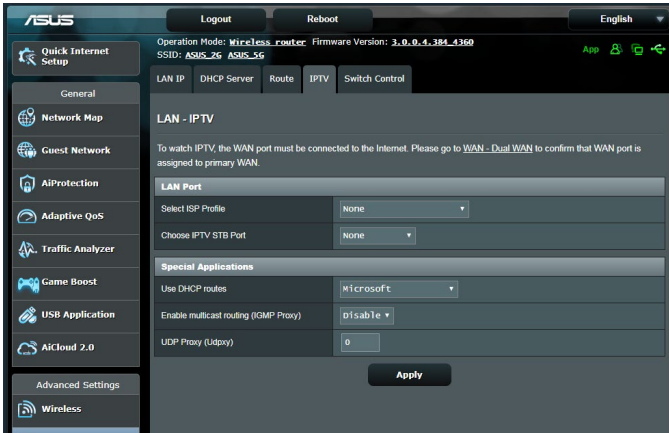 ASUS
Logout
Reboot
English
Quick Internet
Setup
General
Network Map
Guest Network
AiProtection
Adaptive QoS
Traffic Analyzer
Game Boost
USB Application
AiCloud 2.0
Advanced Settings
Wireless
Operation Mode: Wireless router Firmware Version: 3.0.0.4.384_4360
SSID: ASUS_2G ASUS_5G
App
LAN IP DHCP Server Route IPTV Switch Control
LAN - IPTV
To watch IPTV, the WAN port must be connected to the Internet. Please go to WAN - Dual WAN to confirm that WAN port is
assigned to primary WAN.
LAN Port
Select ISP Profile None
Choose IPTV STB Port None
Special Applications
Use DHCP routes Microsoft
Enable multicast routing (IGMP Proxy) Disable
UDP Proxy (Udpxy) 0
Apply